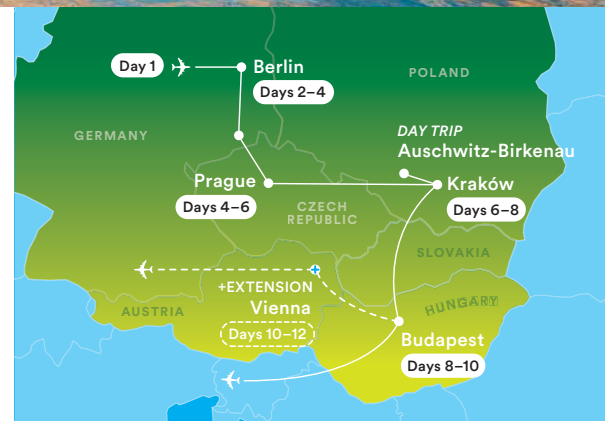 Day 1
Berlin
Days 2–4
POLAND
GERMANY
DAY TRIP
Auschwitz-Birkenau
Prague
Days 4–6
Kraków
Days 6–8
CZECH
REPUBLIC
SLOVAKIA
+EXTENSION
Vienna
Days 10–12
AUSTRIA
HUNGARY
Budapest
Days 8–10